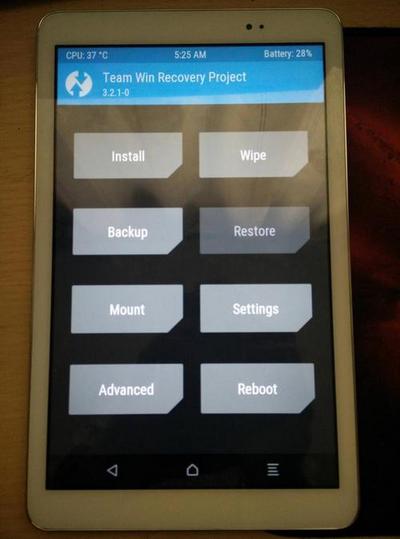 CPU: 37 °C 5:25 AM Battery: 28%
Team Win Recovery Project
3.2.1-0
Install Wipe
Backup Restore
Mount Settings
Advanced Reboot